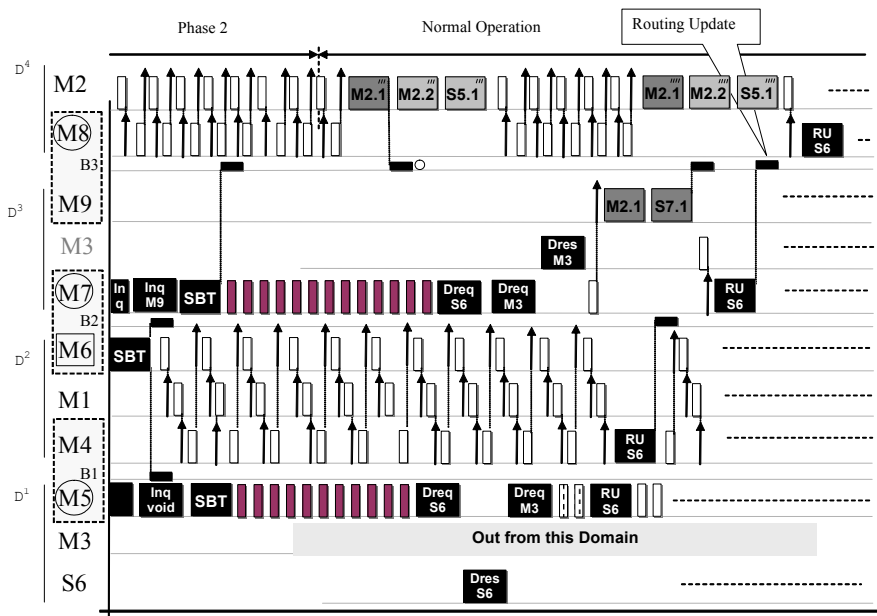 Phase 2
Normal Operation
Routing Update
D4
M2
M2.1
M2.2
S5.1
M2.1
M2.2
S5.1
M8
RU
S6
B3
D3
M9
M2.1
S7.1
M3
Dres
M3
M7
In
q
Inq
M9
SBT
Dreq
S6
Dreq
M3
RU
S6
B2
D2
M6
SBT
M1
M4
RU
S6
B1
D1
M5
Inq
void
SBT
Dreq
S6
Dreq
M3
RU
S6
M3
Out from this Domain
S6
Dres
S6